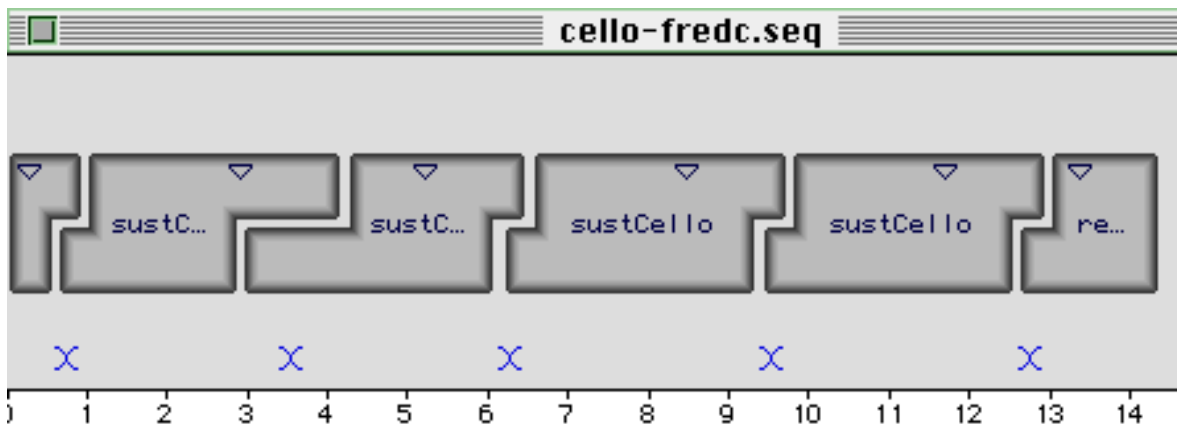 cello-fredc.seq
sustC… sustC… sustCello sustCello re…
X X X X X
0 1 2 3 4 5 6 7 8 9 10 11 12 13 14